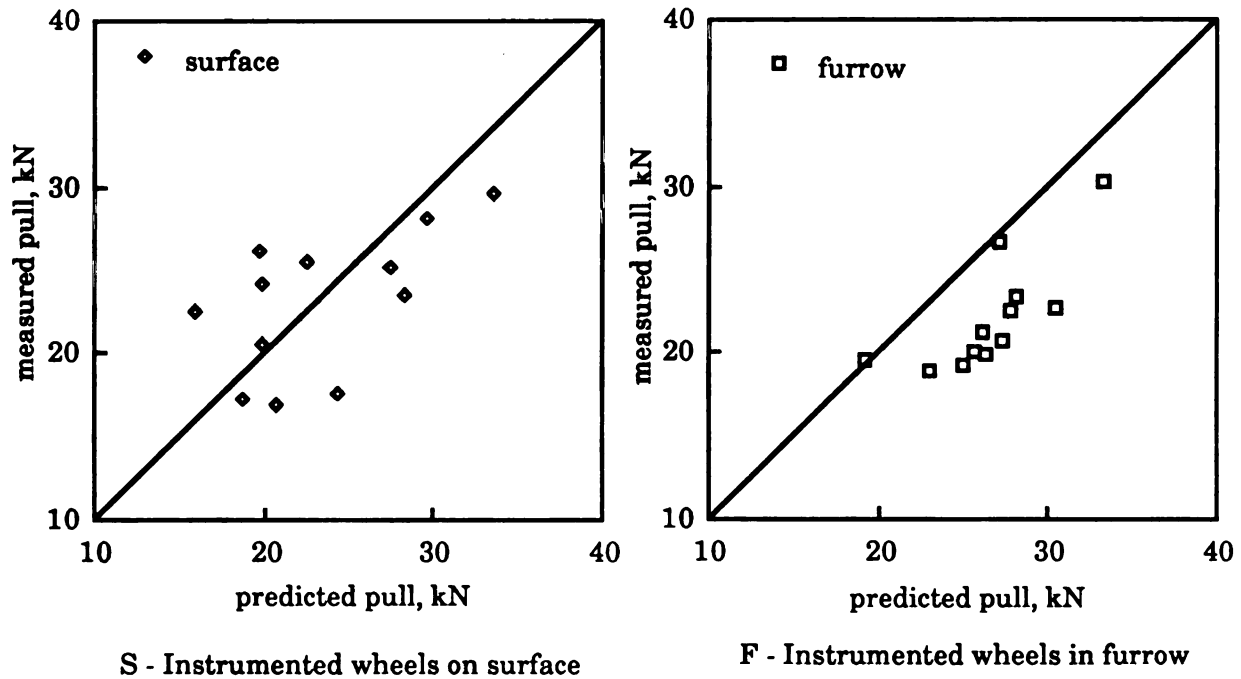 40
30
20
10
measured pull, kN
surface
10 20 30 40
predicted pull, kN
S - Instrumented wheels on surface
40
30
20
10
measured pull, kN
furrow
10 20 30 40
predicted pull, kN
F - Instrumented wheels in furrow